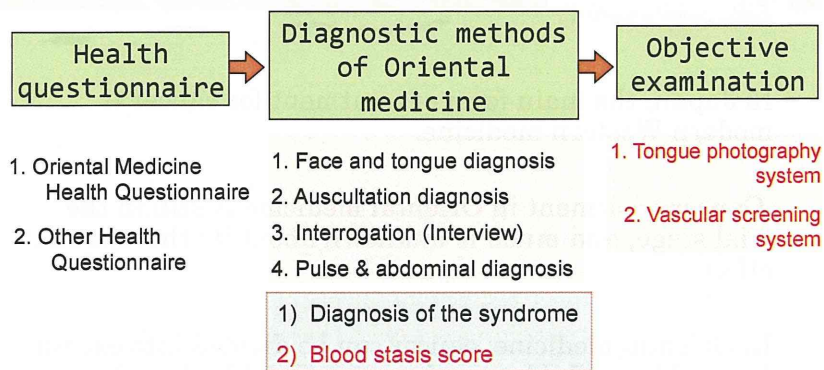 Health
questionnaire
Diagnostic methods
of Oriental
medicine
Objective
examination
1. Oriental Medicine
Health Questionnaire
2. Other Health
Questionnaire
1. Face and tongue diagnosis
2. Auscultation diagnosis
3. Interrogation (Interview)
4. Pulse & abdominal diagnosis
1) Diagnosis of the syndrome
2) Blood stasis score
1. Tongue photography
system
2. Vascular screening
system